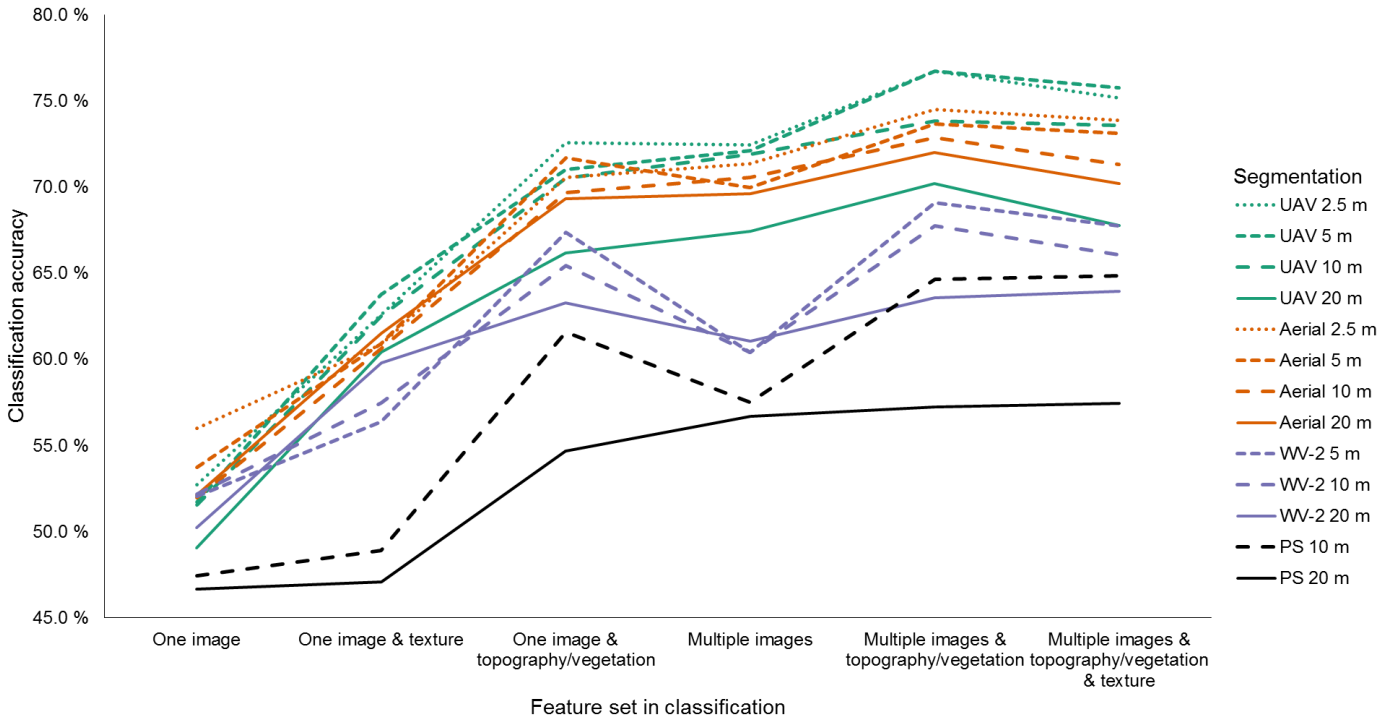 80.0 %
75.0 %
70.0 %
65.0 %
60.0 %
55.0 %
50.0 %
45.0 %
Classification accuracy
One image
One image & texture
One image &
topography/vegetation
Multiple images
Multiple images &
topography/vegetation
Multiple images &
topography/vegetation
& texture
Feature set in classification
Segmentation
UAV 2.5 m
UAV 5 m
UAV 10 m
UAV 20 m
Aerial 2.5 m
Aerial 5 m
Aerial 10 m
Aerial 20 m
WV-2 5 m
WV-2 10 m
WV-2 20 m
PS 10 m
PS 20 m